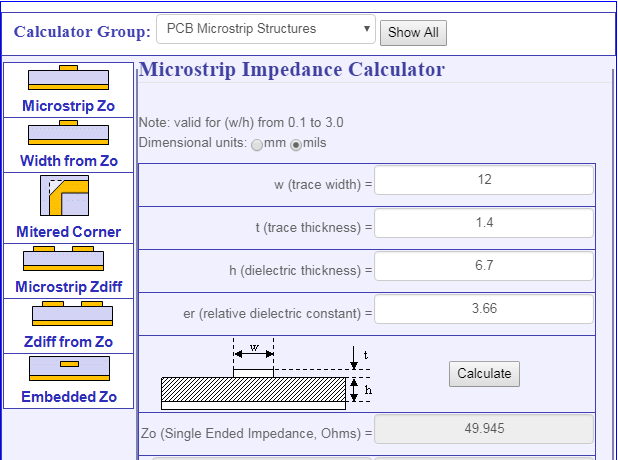 Calculator Group: PCB Microstrip Structures Show All
Microstrip Zo
Width from Zo
Mitered Corner
Microstrip Zdiff
Zdiff from Zo
Embedded Zo
Microstrip Impedance Calculator
Note: valid for (w/h) from 0.1 to 3.0
Dimensional units: mm mils
w (trace width) = 12
t (trace thickness) = 1.4
h (dielectric thickness) = 6.7
er (relative dielectric constant) = 3.66
w
t
h
Calculate
Zo (Single Ended Impedance, Ohms) = 49.945